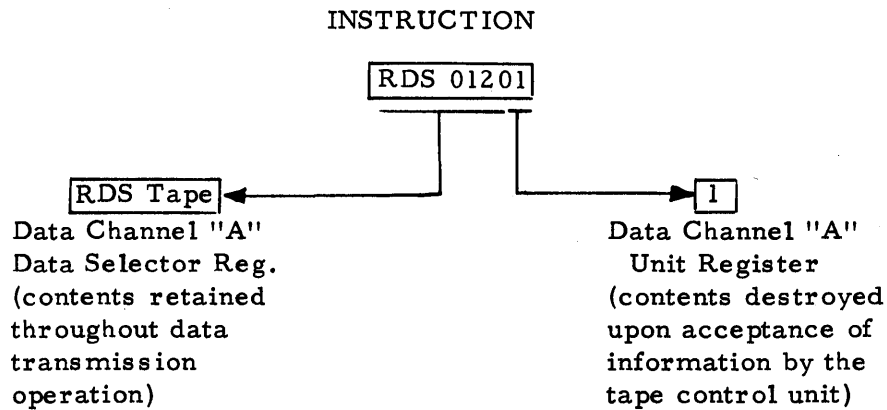 INSTRUCTION
RDS 01201
RDS Tape
1
Data Channel "A"
Data Selector Reg.
(contents retained
throughout data
transmission
operation)
Data Channel "A"
Unit Register
(contents destroyed
upon acceptance of
information by the
tape control unit)